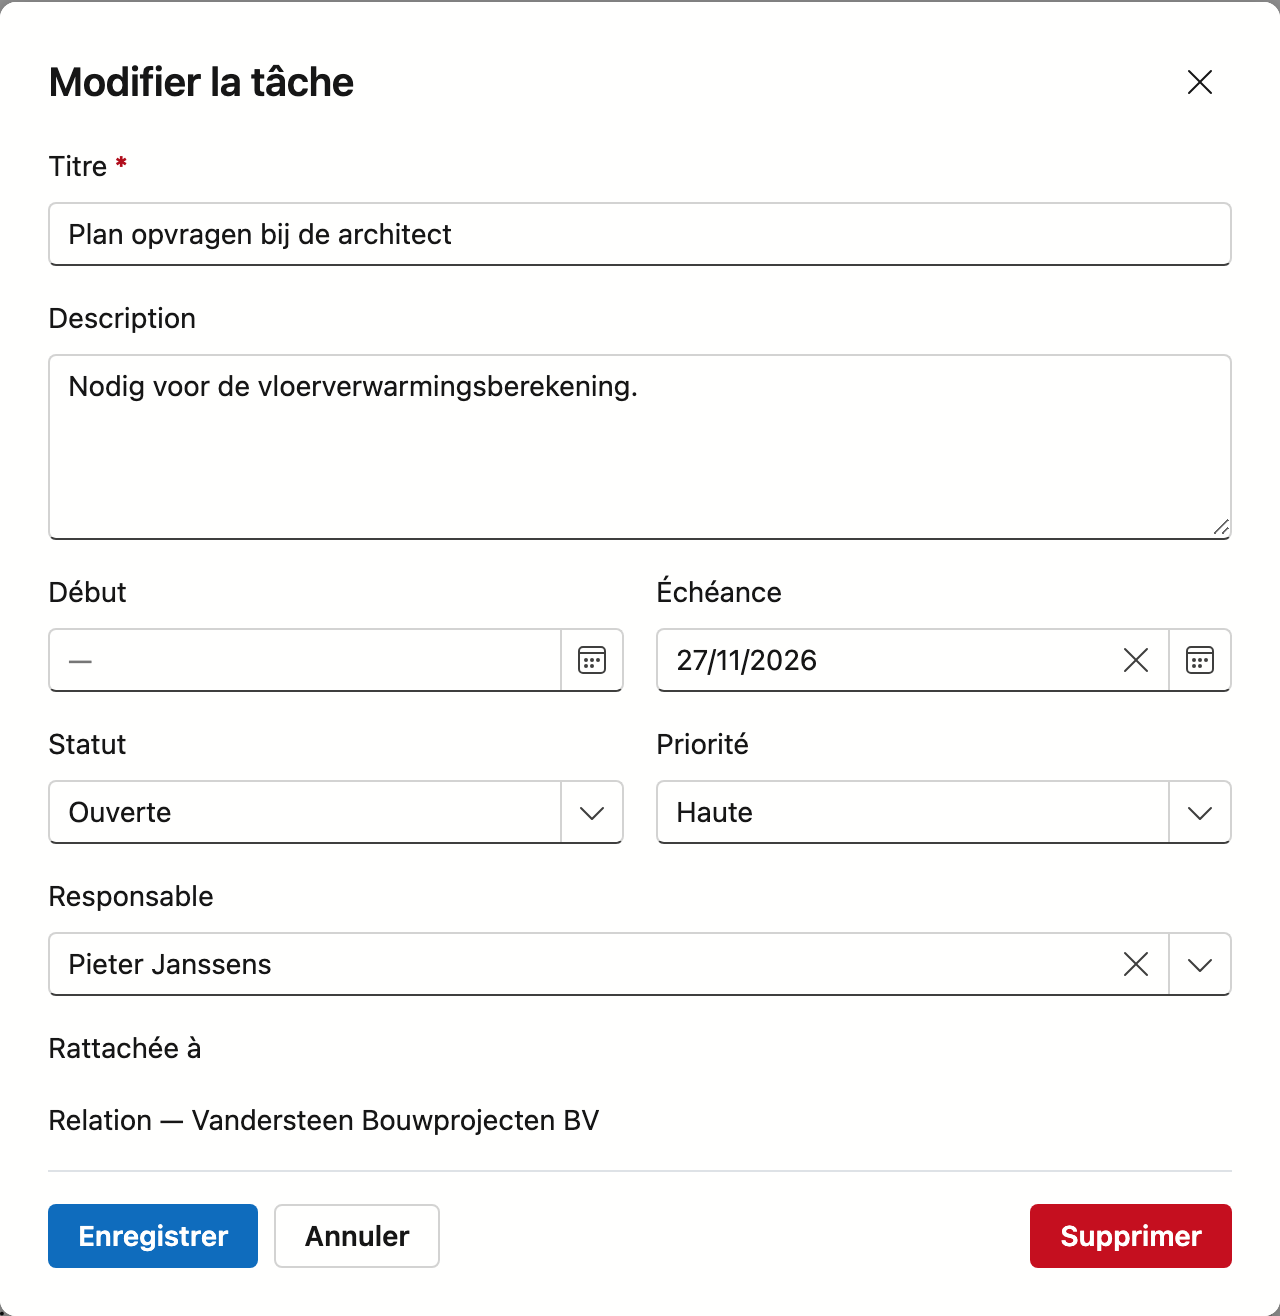 Modifier la tâche
Titre *
Plan opvragen bij de architect
Description
Nodig voor de vloerverwarmingsberekening.
Début
Échéance
—
27/11/2026
Statut
Priorité
Ouverte
Haute
Responsable
Pieter Janssens
Rattachée à
Relation — Vandersteen Bouwprojecten BV
Enregistrer
Annuler
Supprimer